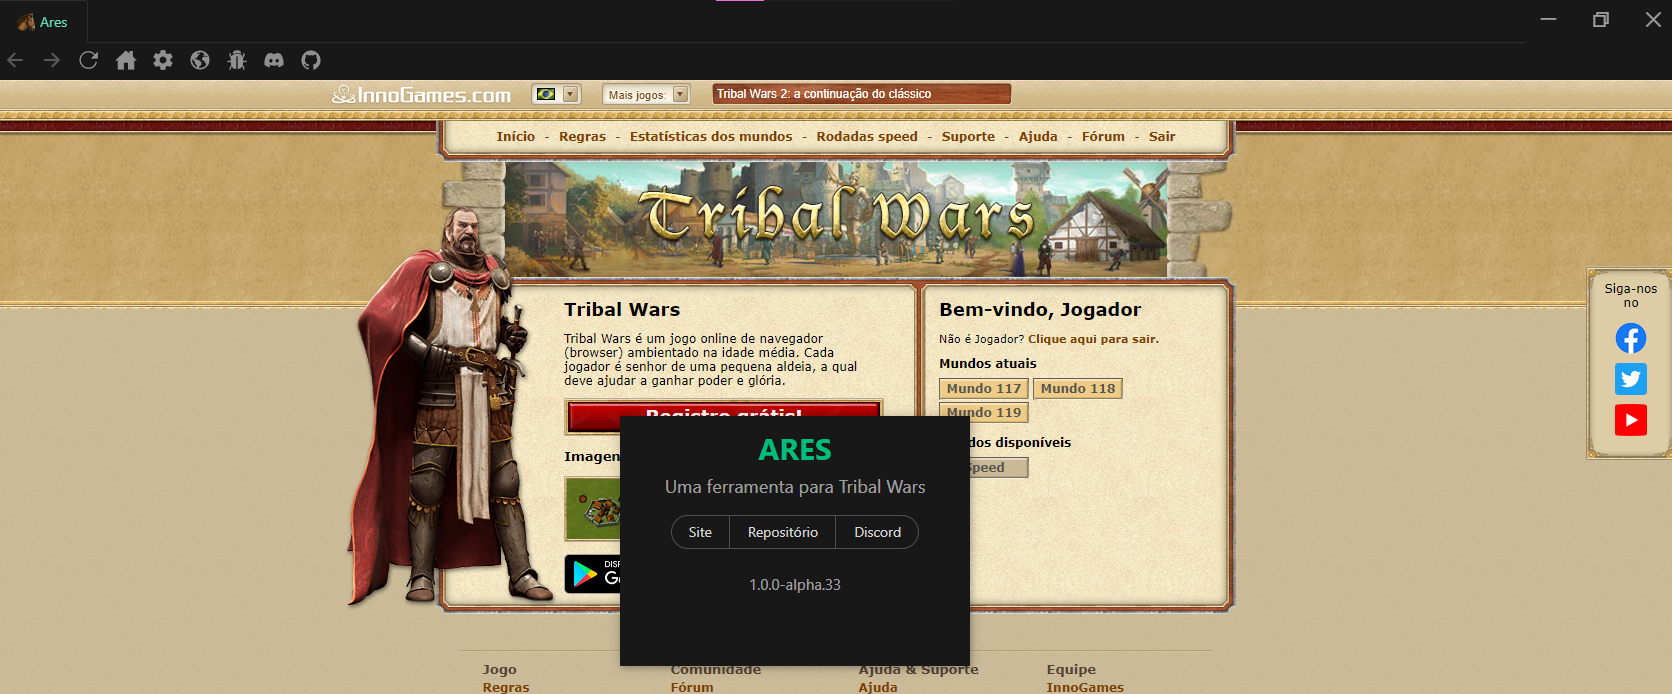 Ares
InnoGames.com
Mais jogos:
Tribal Wars 2: a continuação do clássico
Início - Regras - Estatísticas dos mundos - Rodadas speed - Suporte - Ajuda - Fórum - Sair
Tribal Wars
Tribal Wars
Tribal Wars é um jogo online de navegador
(browser) ambientado na idade média. Cada
jogador é senhor de uma pequena aldeia, a qual
deve ajudar a ganhar poder e glória.
Registro grátis!
Imagen
Bem-vindo, Jogador
Não é Jogador? Clique aqui para sair.
Mundos atuais
Mundo 117
Mundo 118
Mundo 119
dos disponíveis
Speed
Siga-nos
no
ARES
Uma ferramenta para Tribal Wars
Site
Repositório
Discord
1.0.0-alpha.33
Jogo
Regras
Comunidade
Fórum
Ajuda & Suporte
Ajuda
Equipe
InnoGames